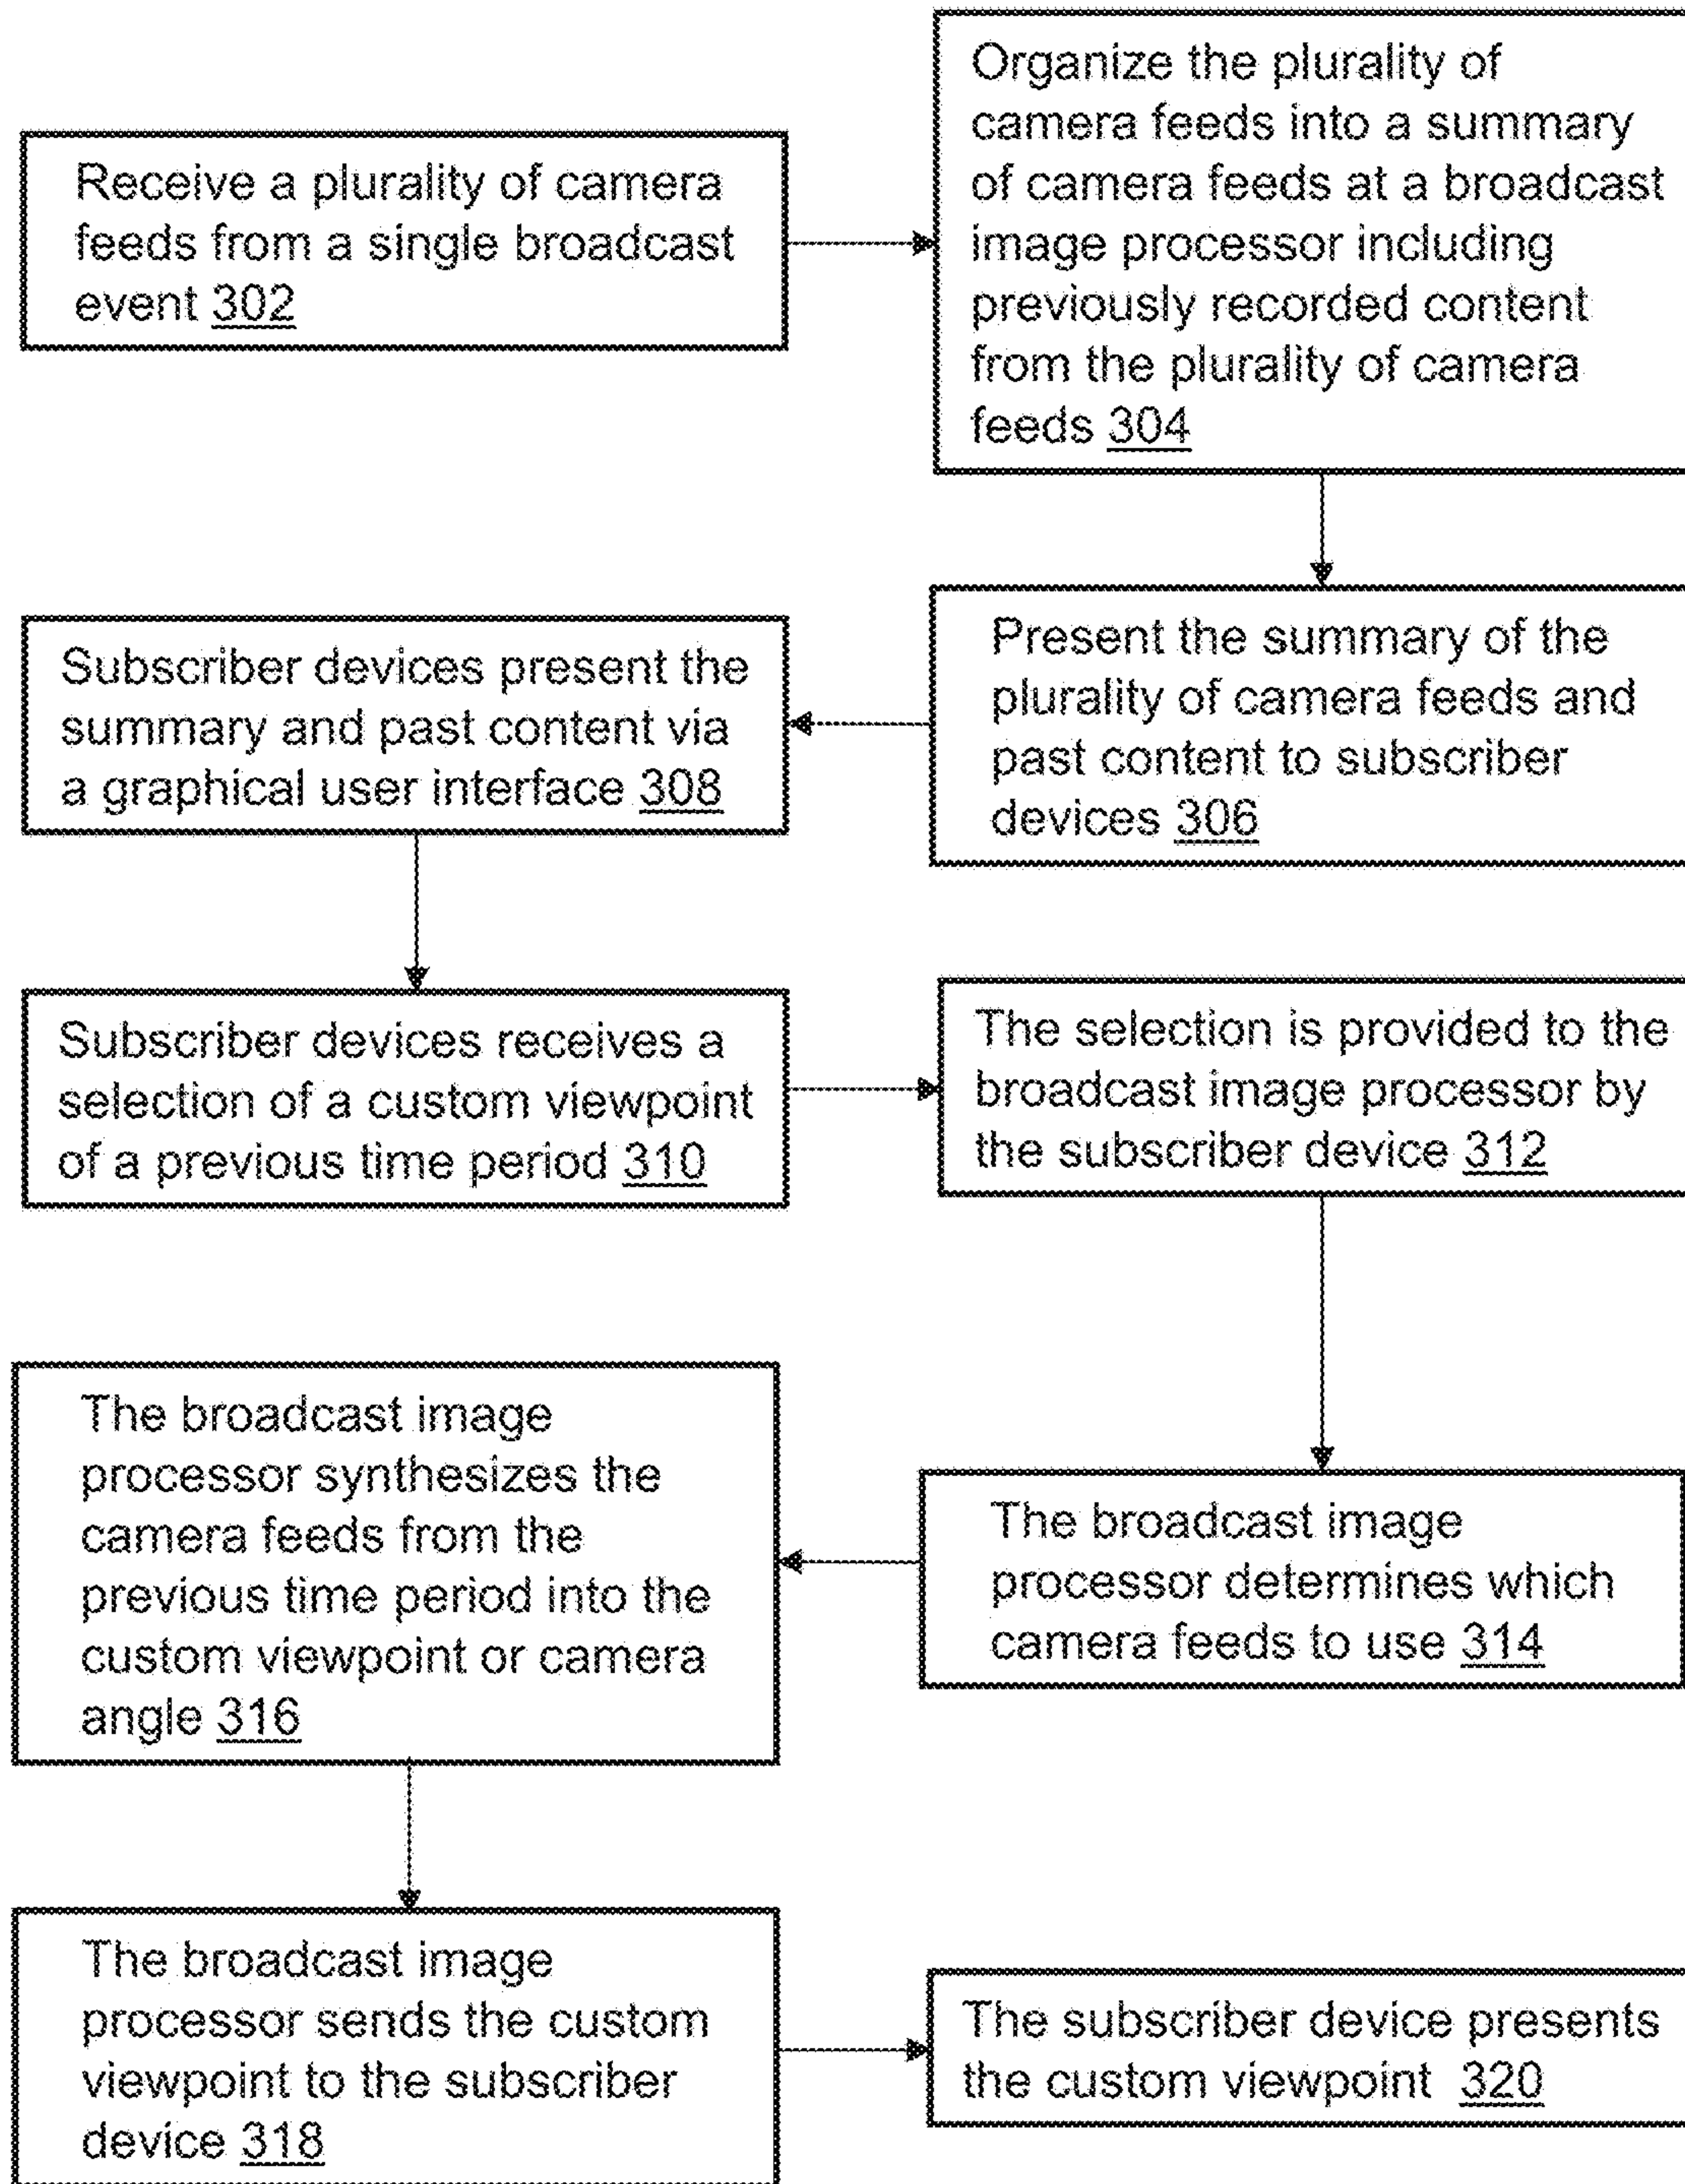 Receive a plurality of camera
feeds from a single broadcast
event 302
Organize the plurality of
camera feeds into a summary
of camera feeds at a broadcast
image processor including
previously recorded content
from the plurality of camera
feeds 304
Present the summary of the
plurality of camera feeds and
past content to subscriber
devices 306
Subscriber devices present the
summary and past content via
a graphical user interface 308
Subscriber devices receives a
selection of a custom viewpoint
of a previous time period 310
The selection is provided to the
broadcast image processor by
the subscriber device 312
The broadcast image
processor determines which
camera feeds to use 314
The broadcast image
processor synthesizes the
camera feeds from the
previous time period into the
custom viewpoint or camera
angle 316
The broadcast image
processor sends the custom
viewpoint to the subscriber
device 318
The subscriber device presents
the custom viewpoint 320